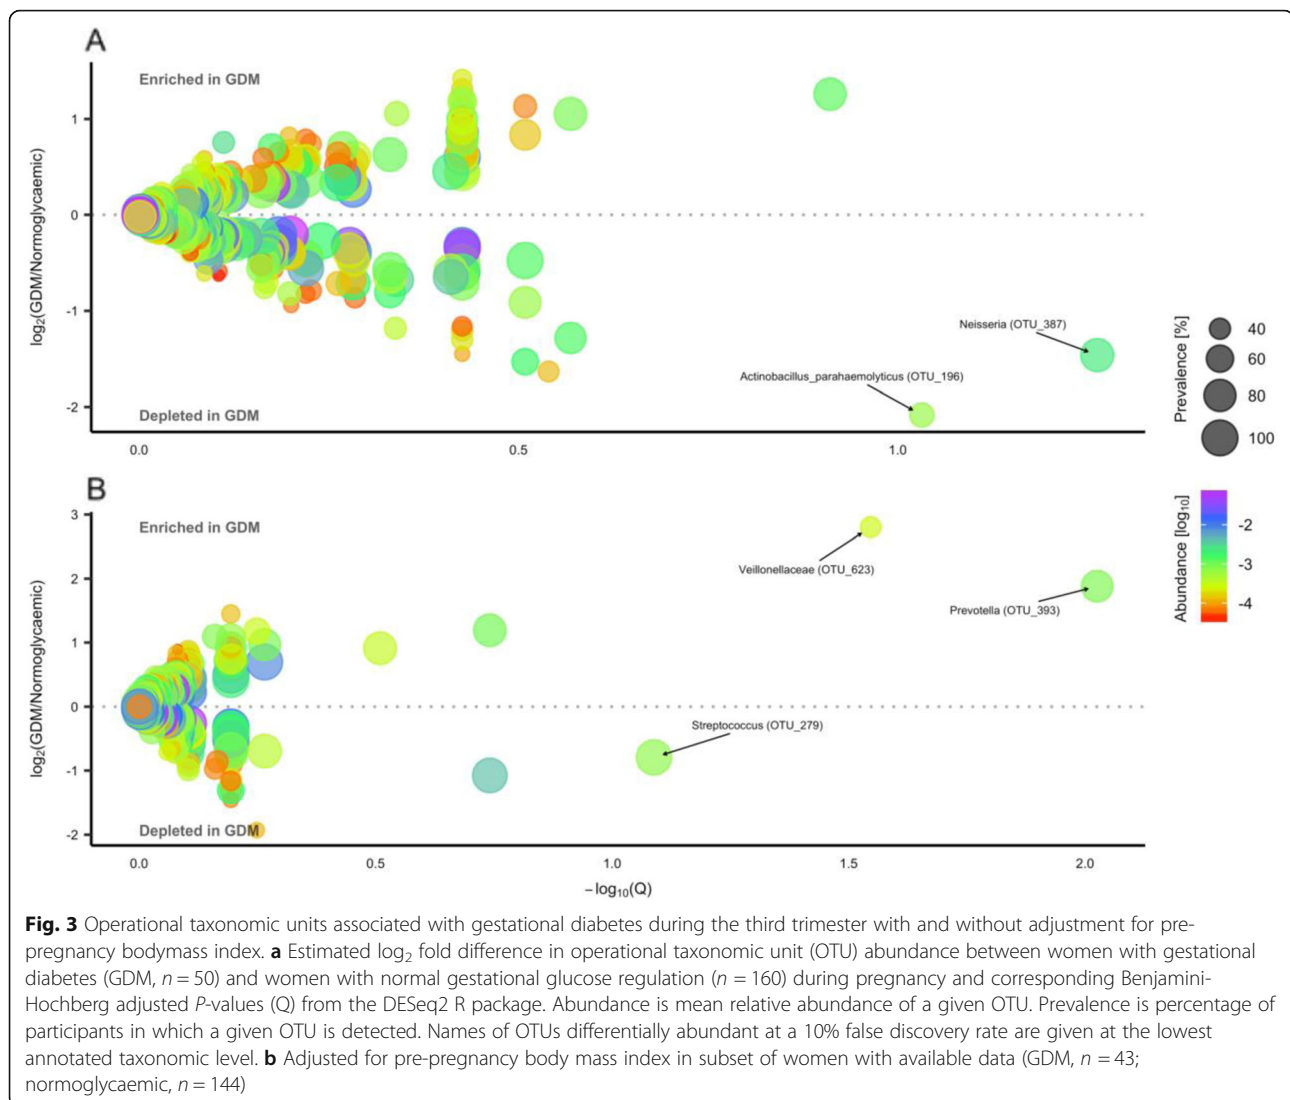 A
Enriched in GDM
1
0
-1
-2
log2(GDM/Normoglycaemic)
Neisseria (OTU_387)
Actinobacillus_parahaemolyticus (OTU_196)
Depleted in GDM
0.0
0.5
1.0
Prevalence [%]
40
60
80
100
B
Enriched in GDM
3
2
1
0
-1
-2
log2(GDM/Normoglycaemic)
Veillonellaceae (OTU_623)
Prevotella (OTU_393)
Streptococcus (OTU_279)
Depleted in GDM
0.0
0.5
1.0
1.5
2.0
−log10(Q)
Abundance [log10]
-2
-3
-4
Fig. 3 Operational taxonomic units associated with gestational diabetes during the third trimester with and without adjustment for pre-
pregnancy bodymass index. a Estimated log2 fold difference in operational taxonomic unit (OTU) abundance between women with gestational
diabetes (GDM, n = 50) and women with normal gestational glucose regulation (n = 160) during pregnancy and corresponding Benjamini-
Hochberg adjusted P-values (Q) from the DESeq2 R package. Abundance is mean relative abundance of a given OTU. Prevalence is percentage of
participants in which a given OTU is detected. Names of OTUs differentially abundant at a 10% false discovery rate are given at the lowest
annotated taxonomic level. b Adjusted for pre-pregnancy body mass index in subset of women with available data (GDM, n = 43;
normoglycaemic, n = 144)